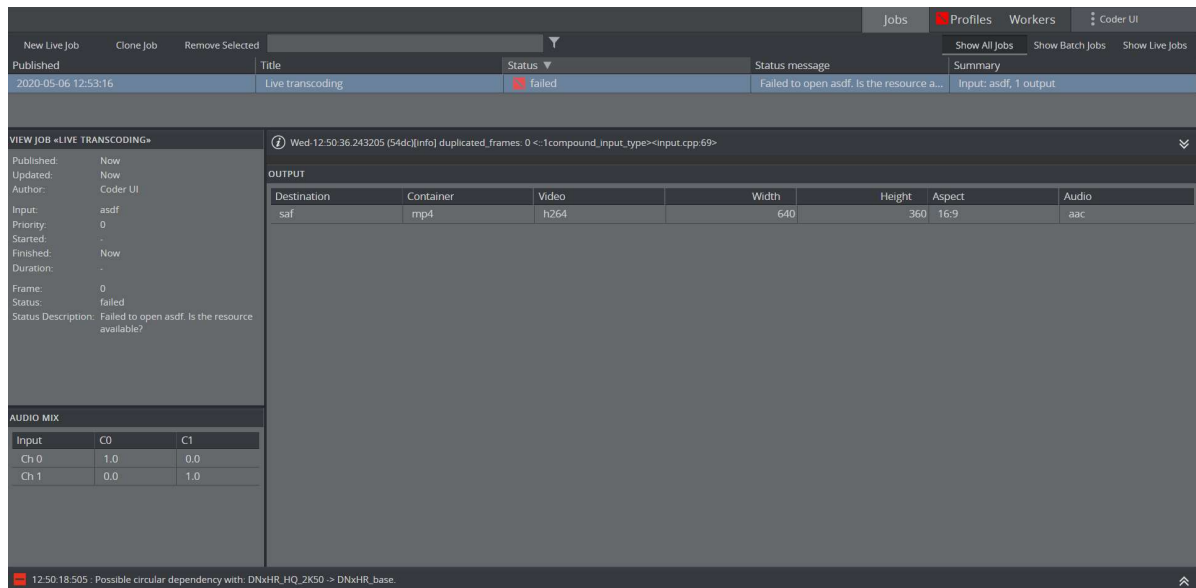 Jobs Profiles Workers Coder UI
New Live Job Clone Job Remove Selected Show All Jobs Show Batch Jobs Show Live Jobs
Published Title Status ▼ Status message Summary
2020-05-06 12:53:16 Live transcoding failed Failed to open asdf. Is the resource a... Input: asdf, 1 output
VIEW JOB «LIVE TRANSCODING»
Published: Now
Updated: Now
Author: Coder UI
Input: asdf
Priority: 0
Started: -
Finished: Now
Duration: -
Frame: 0
Status: failed
Status Description: Failed to open asdf. Is the resource
available?
Wed-12:50:36.243205 (54dc)[info] duplicated_frames: 0 <::1compound_input_type><input.cpp:69>
OUTPUT
Destination Container Video Width Height Aspect Audio
saf mp4 h264 640 360 16:9 aac
AUDIO MIX
Input C0 C1
Ch 0 1.0 0.0
Ch 1 0.0 1.0
12:50:18:505 : Possible circular dependency with: DNxHR_HQ_2K50 -> DNxHR_base.